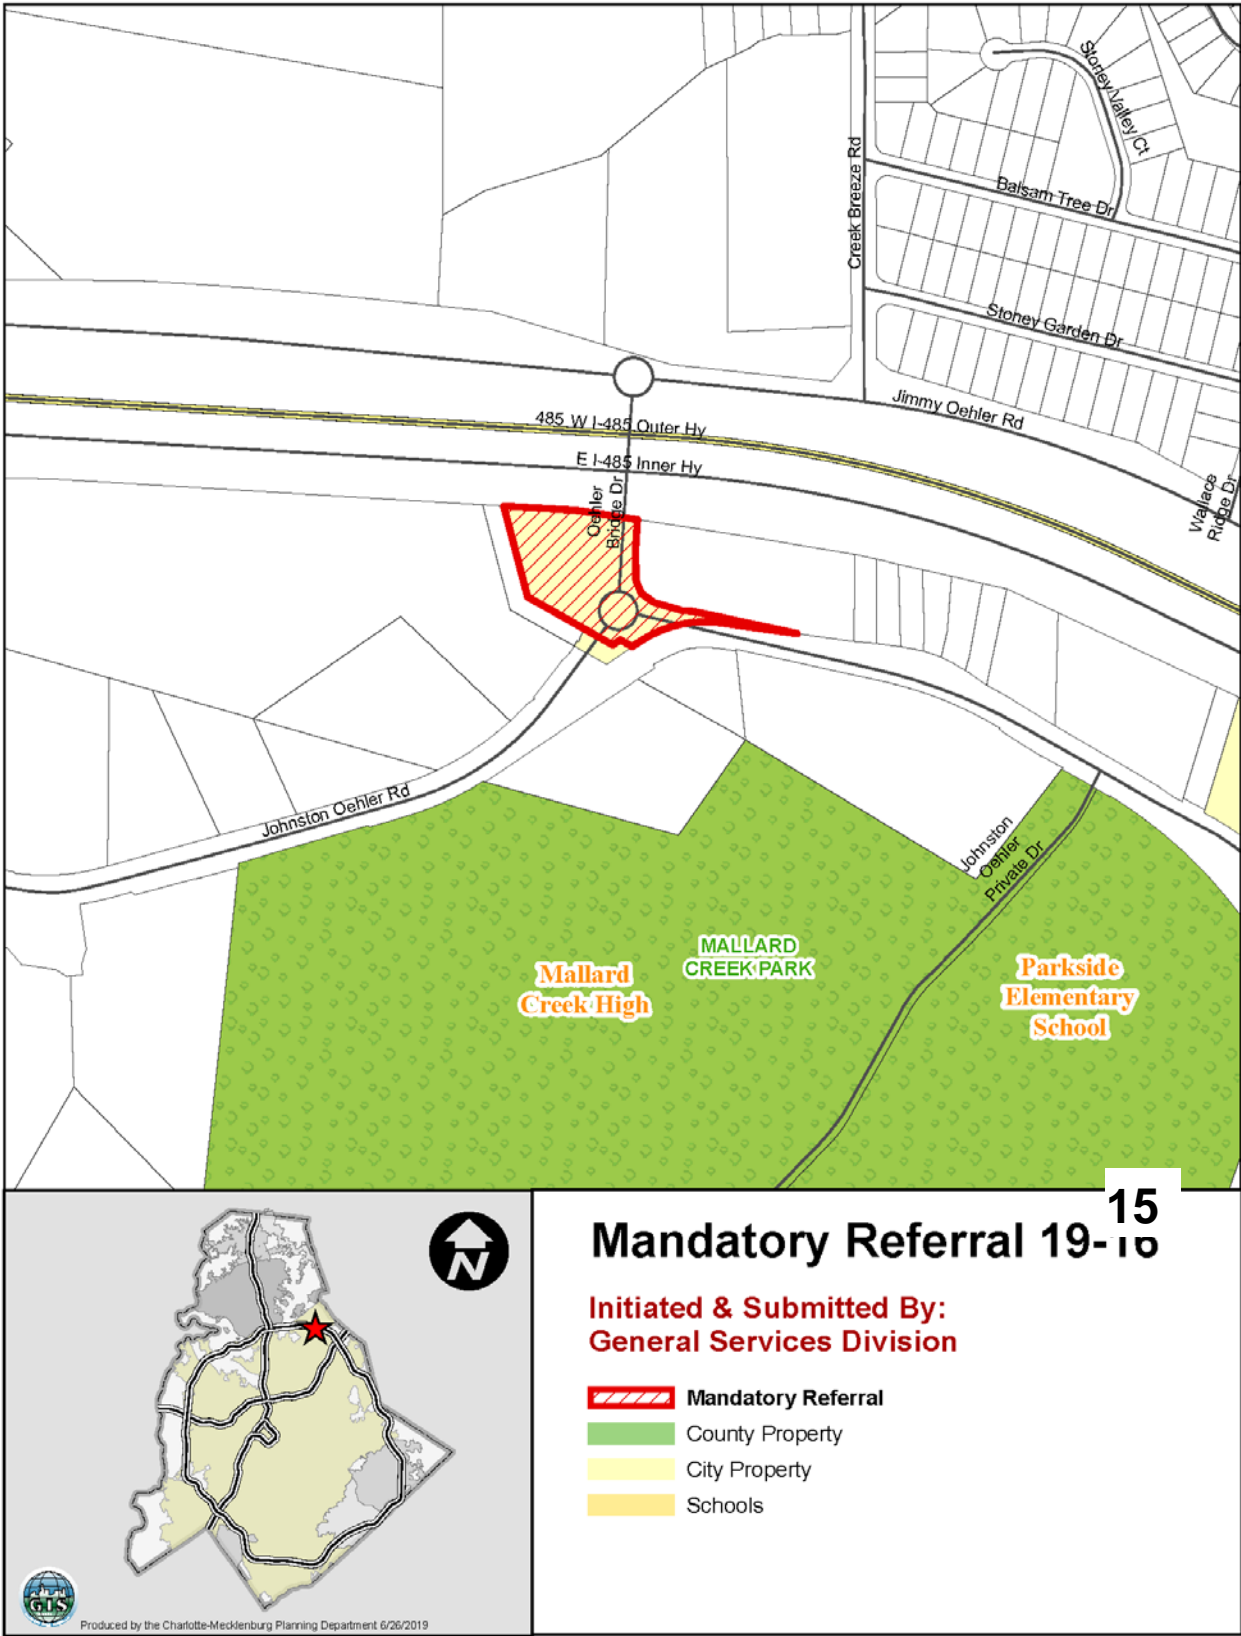 Stoney Valley Ct
Creek Breeze Rd
Balsam Tree Dr
Stoney Garden Dr
Jimmy Oehler Rd
485 W I-485 Outer Hy
E I-485 Inner Hy
Oehler
Bridge Dr
Wallace
Ridge Dr
Johnston Oehler Rd
Johnston
Oehler
Private Dr
MALLARD
CREEK PARK
Mallard
Creek High
Parkside
Elementary
School
N
15
Mandatory Referral 19-16
Initiated & Submitted By:
General Services Division
Mandatory Referral
County Property
City Property
Schools
GIS
Produced by the Charlotte-Mecklenburg Planning Department 6/26/2019